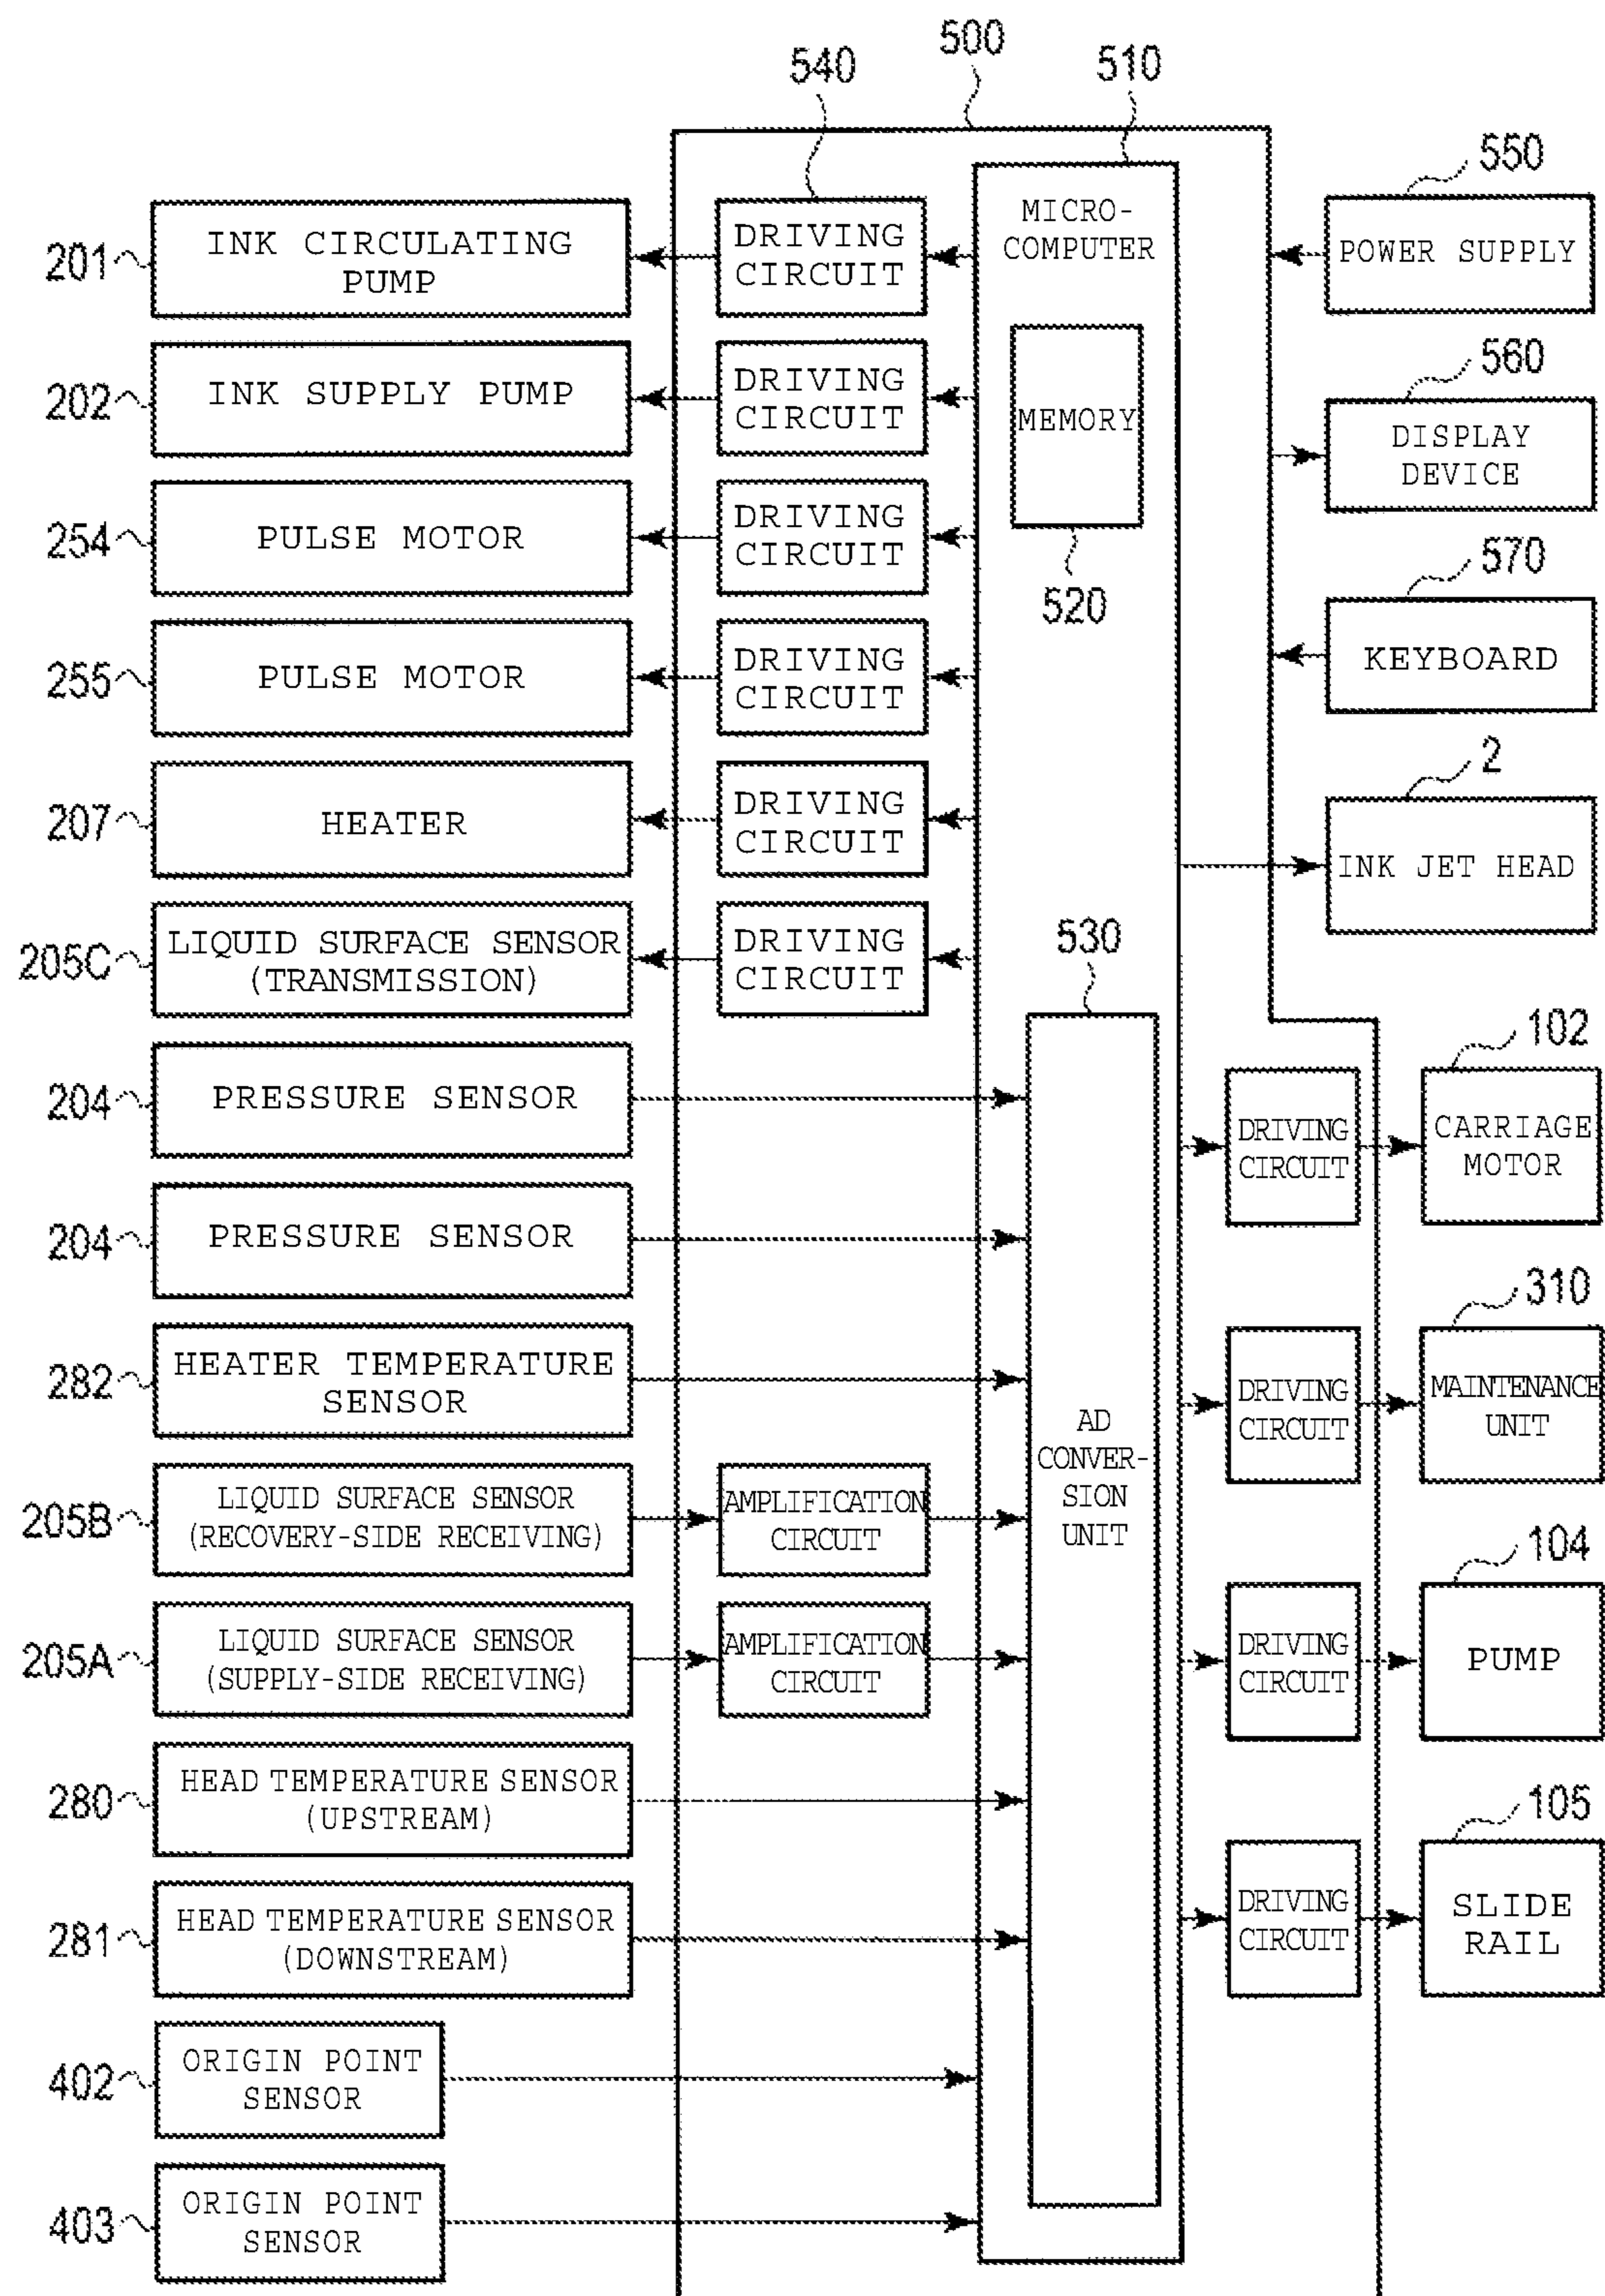 500
540
510
550
201
INK CIRCULATING
PUMP
DRIVING
CIRCUIT
MICRO-
COMPUTER
POWER SUPPLY
202
INK SUPPLY PUMP
DRIVING
CIRCUIT
MEMORY
520
560
DISPLAY
DEVICE
254
PULSE MOTOR
DRIVING
CIRCUIT
570
KEYBOARD
255
PULSE MOTOR
DRIVING
CIRCUIT
2
INK JET HEAD
207
HEATER
DRIVING
CIRCUIT
205C
LIQUID SURFACE SENSOR
(TRANSMISSION)
DRIVING
CIRCUIT
530
AD
CONVER-
SION
UNIT
204
PRESSURE SENSOR
DRIVING
CIRCUIT
102
CARRIAGE
MOTOR
204
PRESSURE SENSOR
282
HEATER TEMPERATURE
SENSOR
DRIVING
CIRCUIT
310
MAINTENANCE
UNIT
205B
LIQUID SURFACE SENSOR
(RECOVERY-SIDE RECEIVING)
AMPLIFICATION
CIRCUIT
205A
LIQUID SURFACE SENSOR
(SUPPLY-SIDE RECEIVING)
AMPLIFICATION
CIRCUIT
DRIVING
CIRCUIT
104
PUMP
280
HEAD TEMPERATURE SENSOR
(UPSTREAM)
281
HEAD TEMPERATURE SENSOR
(DOWNSTREAM)
DRIVING
CIRCUIT
105
SLIDE
RAIL
402
ORIGIN POINT
SENSOR
403
ORIGIN POINT
SENSOR